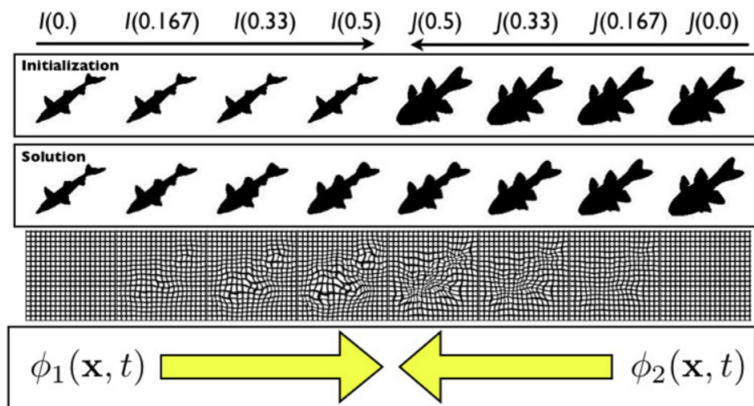 I(0.) I(0.167) I(0.33) I(0.5) J(0.5) J(0.33) J(0.167) J(0.0)
Initialization
Solution
ϕ₁(x, t) ϕ₂(x, t)